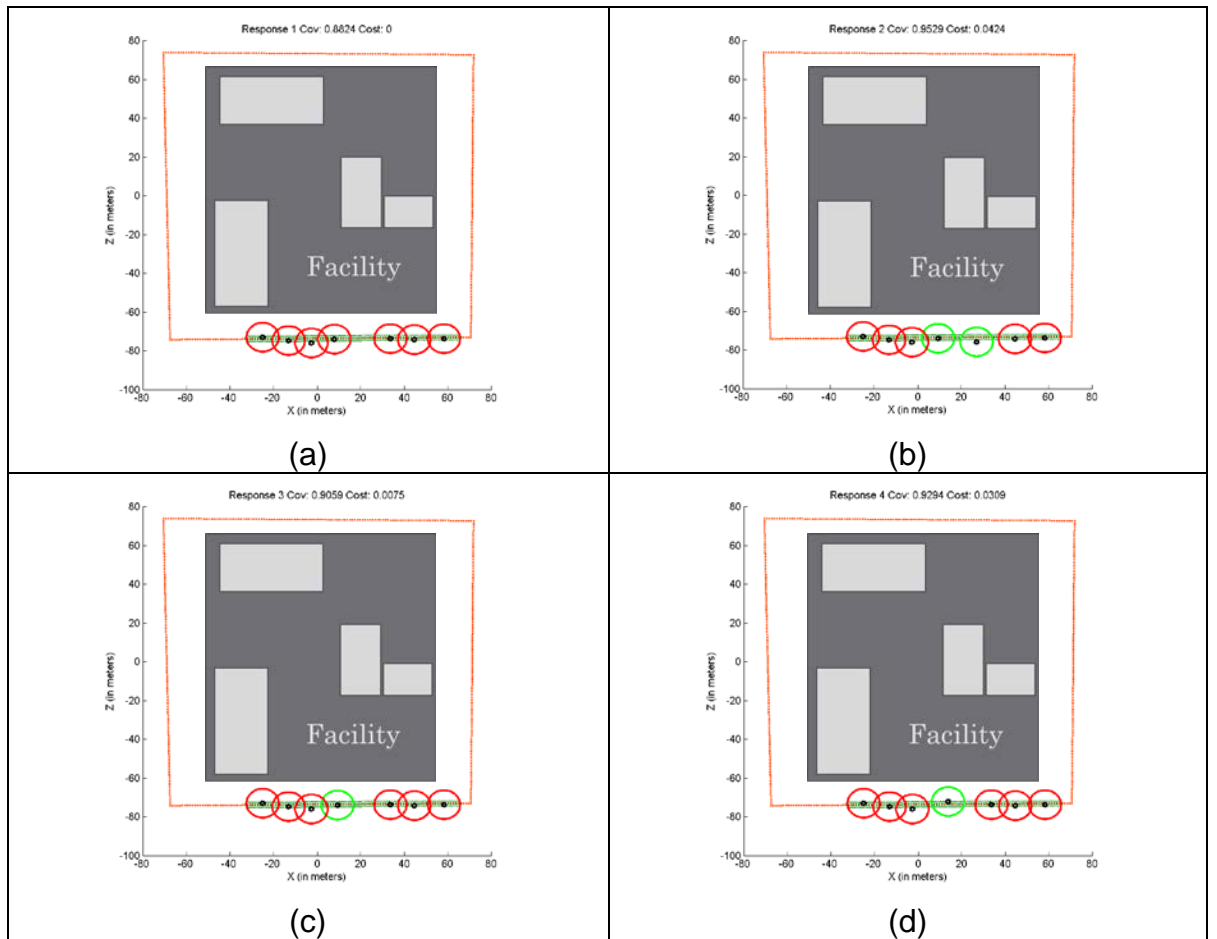 Response 1 Cov: 0.8824 Cost: 0
80
60
40
20
0
-20
-40
-60
-80
-100
Z (in meters)
Facility
-80 -60 -40 -20 0 20 40 60 80
X (in meters)
(a)
Response 2 Cov: 0.9529 Cost: 0.0424
80
60
40
20
0
-20
-40
-60
-80
-100
Z (in meters)
Facility
-80 -60 -40 -20 0 20 40 60 80
X (in meters)
(b)
Response 3 Cov: 0.9059 Cost: 0.0075
80
60
40
20
0
-20
-40
-60
-80
-100
Z (in meters)
Facility
-80 -60 -40 -20 0 20 40 60 80
X (in meters)
(c)
Response 4 Cov: 0.9294 Cost: 0.0309
80
60
40
20
0
-20
-40
-60
-80
-100
Z (in meters)
Facility
-80 -60 -40 -20 0 20 40 60 80
X (in meters)
(d)